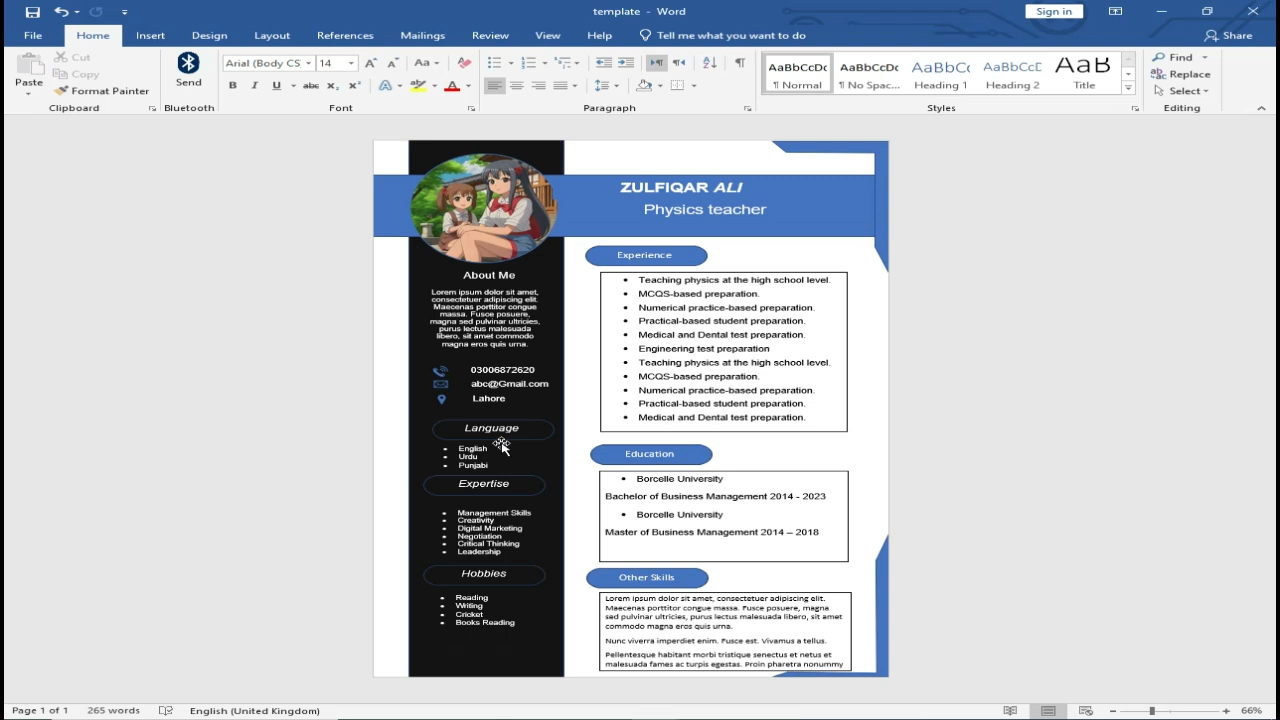 template - Word
Sign in
File Home Insert Design Layout References Mailings Review View Help Tell me what you want to do Share
Paste
Cut
Copy
Format Painter
Clipboard
Send
Bluetooth
Arial (Body CS 14
B I U abc X₂ X²
Font
Paragraph
AaBbCcDc AaBbCcDc AaBbCc AaBbCcD AaB
¶ Normal ¶ No Spac... Heading 1 Heading 2 Title
Styles
Find
Replace
Select
Editing
ZULFIQAR ALI
Physics teacher
About Me
Lorem ipsum dolor sit amet,
consectetuer adipiscing elit.
Maecenas porttitor congue
massa. Fusce posuere,
magna sed pulvinar ultricies,
purus lectus malesuada
libero, sit amet commodo
magna eros quis urna.
03006872620
abc@Gmail.com
Lahore
Language
• English
• Urdu
• Punjabi
Expertise
• Management Skills
• Creativity
• Digital Marketing
• Negotiation
• Critical Thinking
• Leadership
Hobbies
• Reading
• Writing
• Cricket
• Books Reading
Experience
• Teaching physics at the high school level.
• MCQS-based preparation.
• Numerical practice-based preparation.
• Practical-based student preparation.
• Medical and Dental test preparation.
• Engineering test preparation
• Teaching physics at the high school level.
• MCQS-based preparation.
• Numerical practice-based preparation.
• Practical-based student preparation.
• Medical and Dental test preparation.
Education
• Borcelle University
Bachelor of Business Management 2014 - 2023
• Borcelle University
Master of Business Management 2014 – 2018
Other Skills
Lorem ipsum dolor sit amet, consectetuer adipiscing elit.
Maecenas porttitor congue massa. Fusce posuere, magna
sed pulvinar ultricies, purus lectus malesuada libero, sit amet
commodo magna eros quis urna.
Nunc viverra imperdiet enim. Fusce est. Vivamus a tellus.
Pellentesque habitant morbi tristique senectus et netus et
malesuada fames ac turpis egestas. Proin pharetra nonummy
Page 1 of 1 265 words English (United Kingdom) 66%